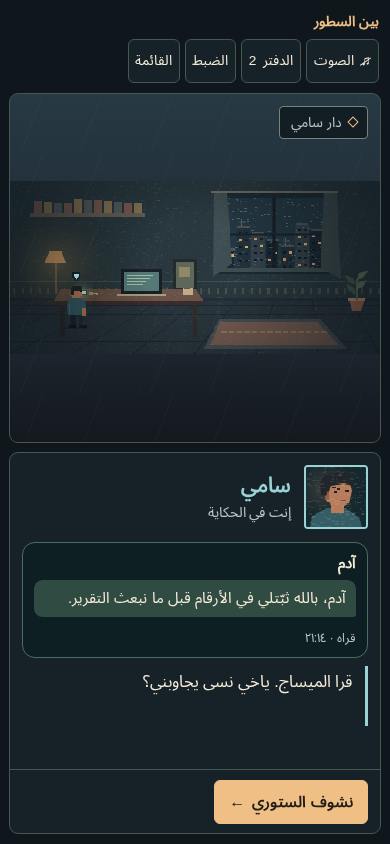 بين السطور
الصوت
الدفتر 2
الضبط
القائمة
دار سامي
سامي
إنت في الحكاية
آدم
آدم، بالله ثبّتلي في الأرقام قبل ما نبعث التقرير.
قراه · ٢١:١٤
قرا الميساج. ياخي نسى يجاوبني؟
نشوف الستوري ←